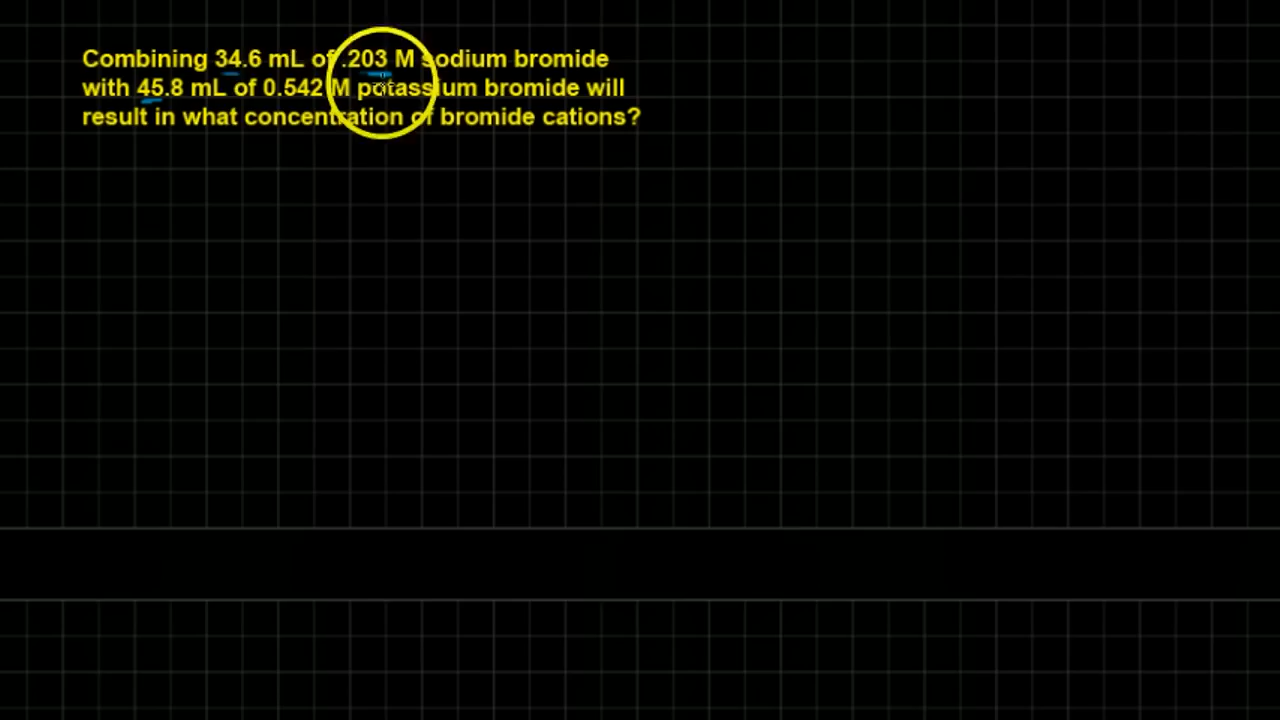 Combining 34.6 mL of .203 M sodium bromide
with 45.8 mL of 0.542 M potassium bromide will
result in what concentration of bromide cations?